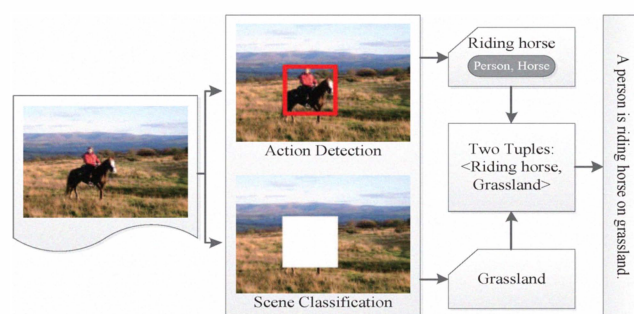 Action Detection
Scene Classification
Riding horse
Person, Horse
Two Tuples:
<Riding horse,
Grassland>
Grassland
A person is riding horse on grassland.